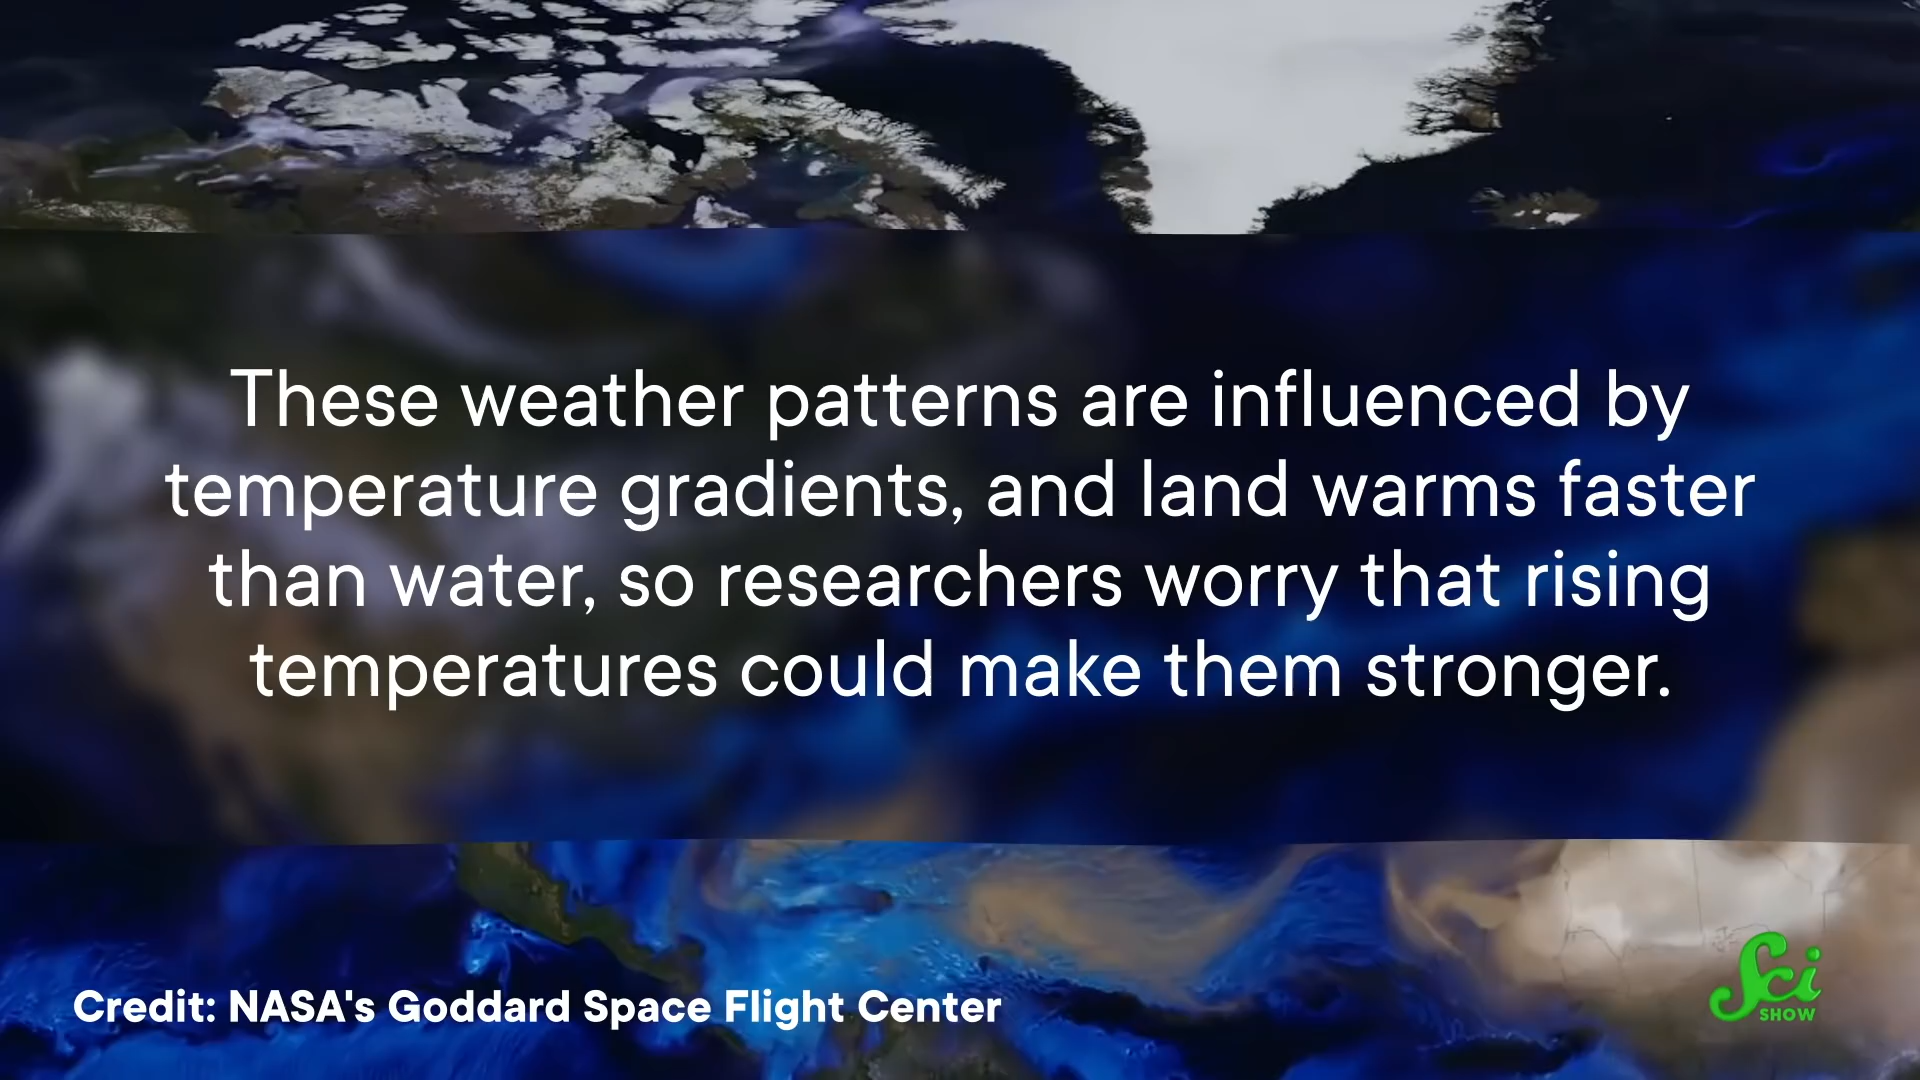 These weather patterns are influenced by
temperature gradients, and land warms faster
than water, so researchers worry that rising
temperatures could make them stronger.
Credit: NASA's Goddard Space Flight Center
Sci
SHOW